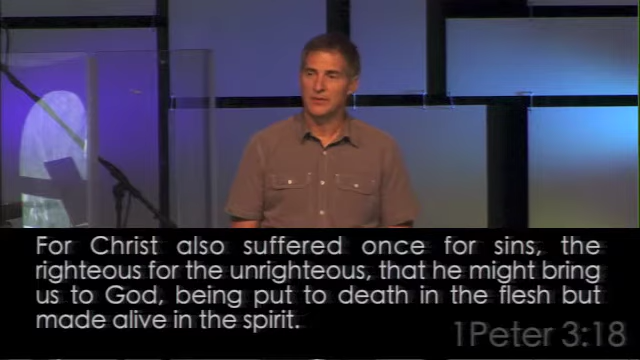 For Christ also suffered once for sins, the
righteous for the unrighteous, that he might bring
us to God, being put to death in the flesh but
made alive in the spirit.
1Peter 3:18